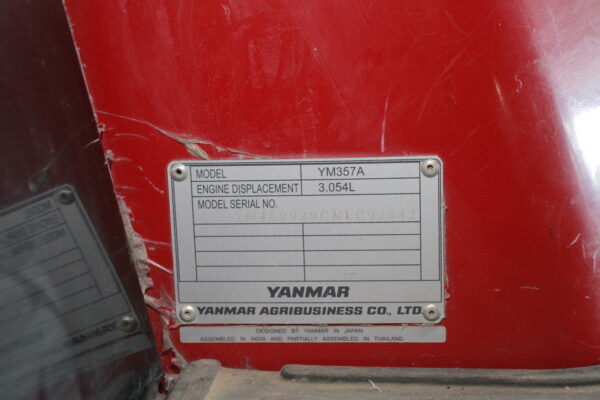 MODEL YM357A
ENGINE DISPLACEMENT 3.054L
MODEL SERIAL NO.
YANMAR
YANMAR AGRIBUSINESS CO., LTD
DESIGNED BY YANMAR IN JAPAN
ASSEMBLED IN INDIA AND PARTIALLY ASSEMBLED IN THAILAND